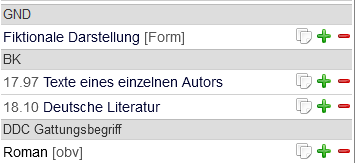 GND
Fiktionale Darstellung [Form]
BK
17.97 Texte eines einzelnen Autors
18.10 Deutsche Literatur
DDC Gattungsbegriff
Roman [obv]